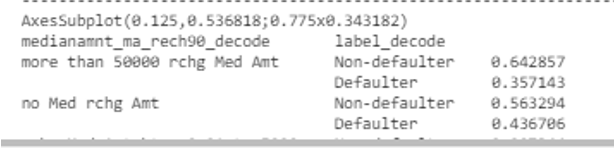 AxesSubplot(0.125,0.536818;0.775x0.343182)
medianamnt_ma_rech90_decode label_decode
more than 50000 rchg Med Amt Non-defaulter 0.642857
Defaulter 0.357143
no Med rchg Amt Non-defaulter 0.563294
Defaulter 0.436706